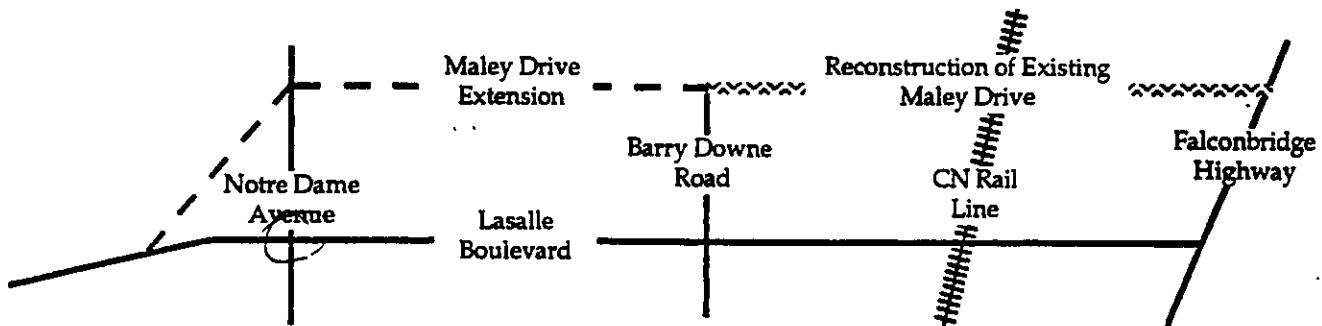 Maley Drive
Extension
Reconstruction of Existing
Maley Drive
Barry Downe
Road
Falconbridge
Highway
Notre Dame
Avenue
CN Rail
Line
Lasalle
Boulevard